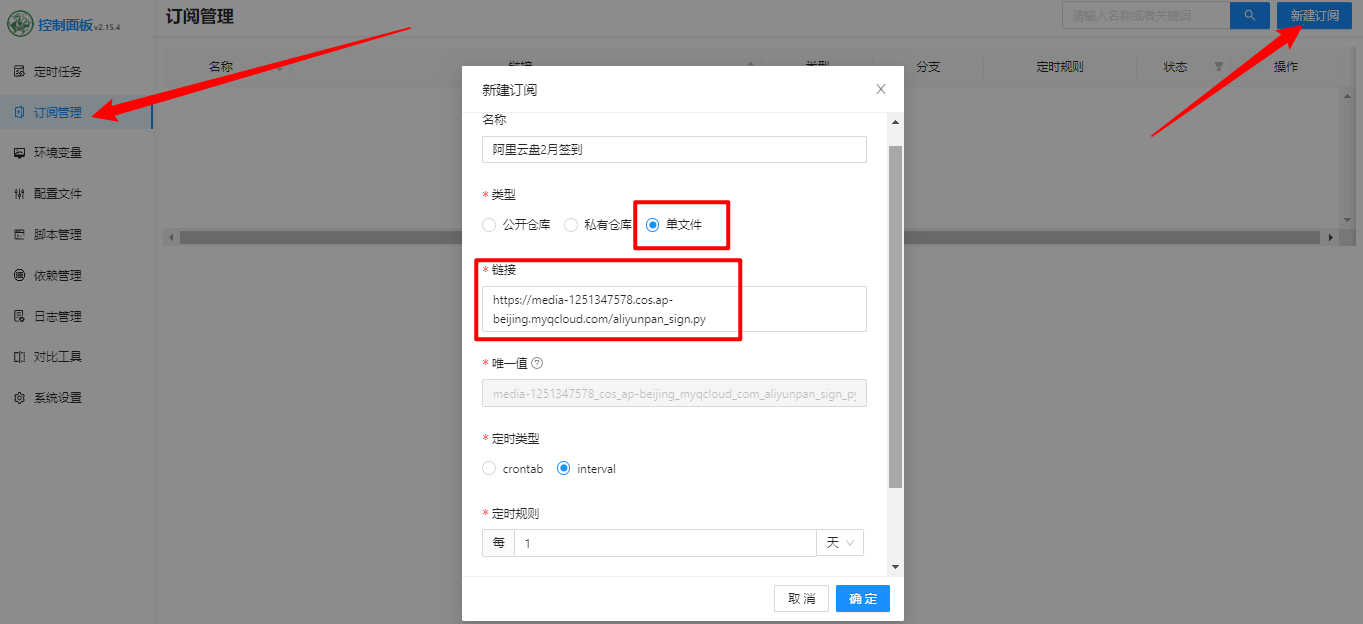 控制面板 v2.15.4
订阅管理
请输入名称或者关键词
新建订阅
定时任务
订阅管理
环境变量
配置文件
脚本管理
依赖管理
日志管理
对比工具
系统设置
名称
链接
类型
分支
定时规则
状态
操作
新建订阅
名称
阿里云盘2月签到
* 类型
公开仓库 私有仓库 单文件
* 链接
https://media-1251347578.cos.ap-
beijing.myqcloud.com/aliyunpan_sign.py
* 唯一值
media-1251347578_cos_ap-beijing_myqcloud_com_aliyunpan_sign_py
* 定时类型
crontab interval
* 定时规则
每 1 天
取 消 确 定